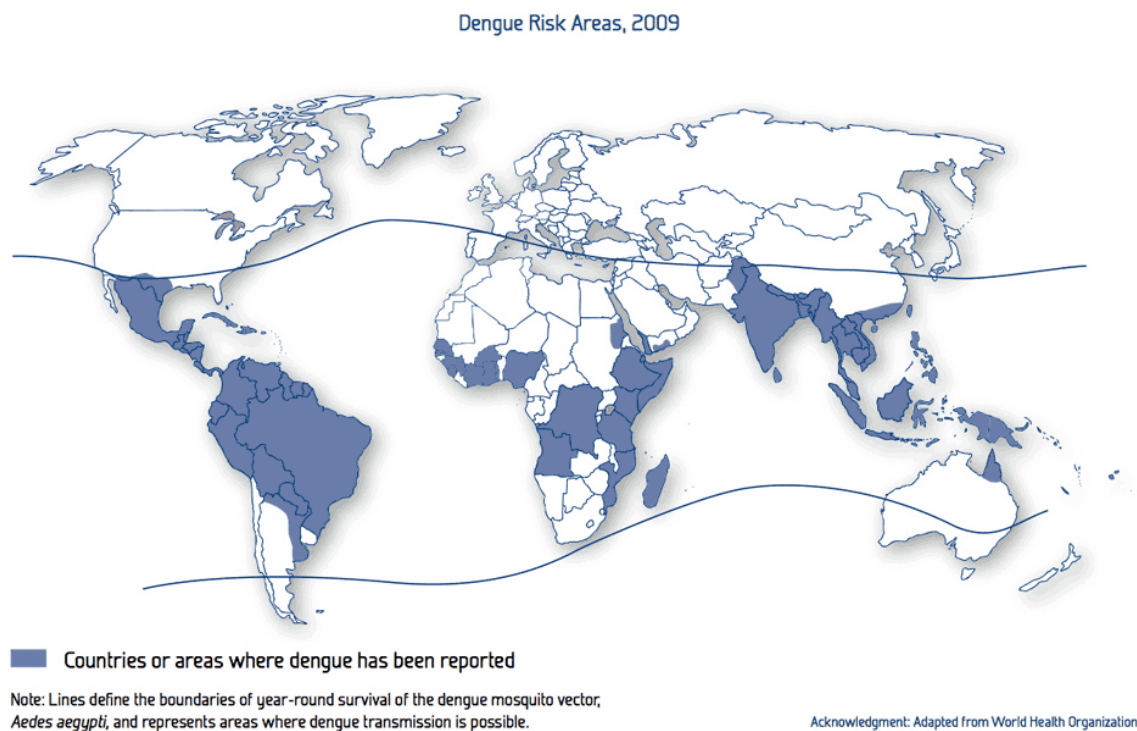 Dengue Risk Areas, 2009
Countries or areas where dengue has been reported
Note: Lines define the boundaries of year-round survival of the dengue mosquito vector,
Aedes aegypti, and represents areas where dengue transmission is possible.
Acknowledgment: Adapted from World Health Organization